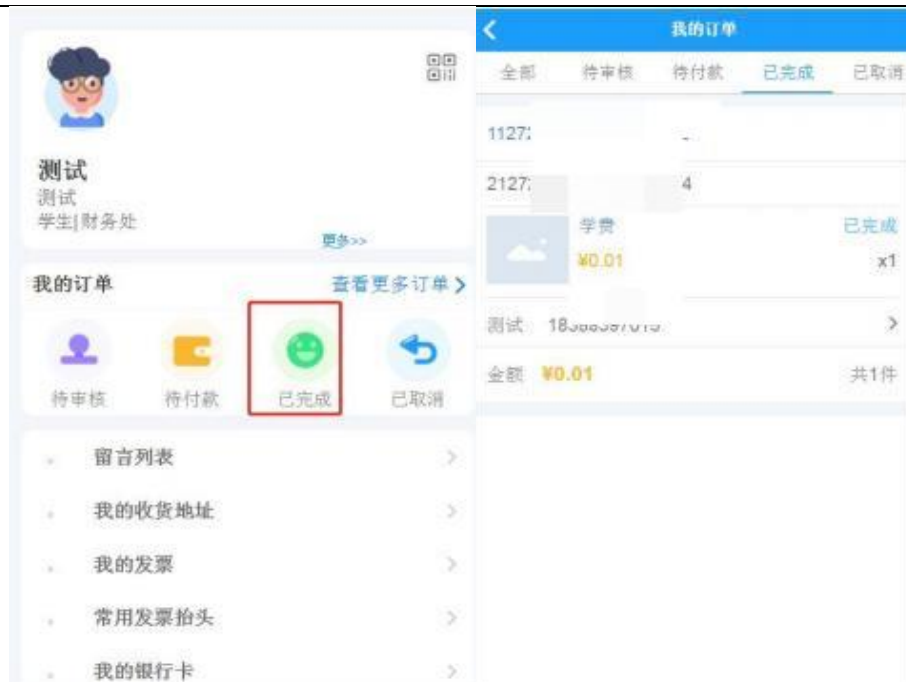 测试
测试
学生|财务处
更多>>
我的订单
查看更多订单
待审核
待付款
已完成
已取消
留言列表
我的收货地址
我的发票
常用发票抬头
我的银行卡
我的订单
全部
待审核
待付款
已完成
已取消
1127
2127
4
学费
已完成
¥0.01
x1
测试
金额 ¥0.01
共1件